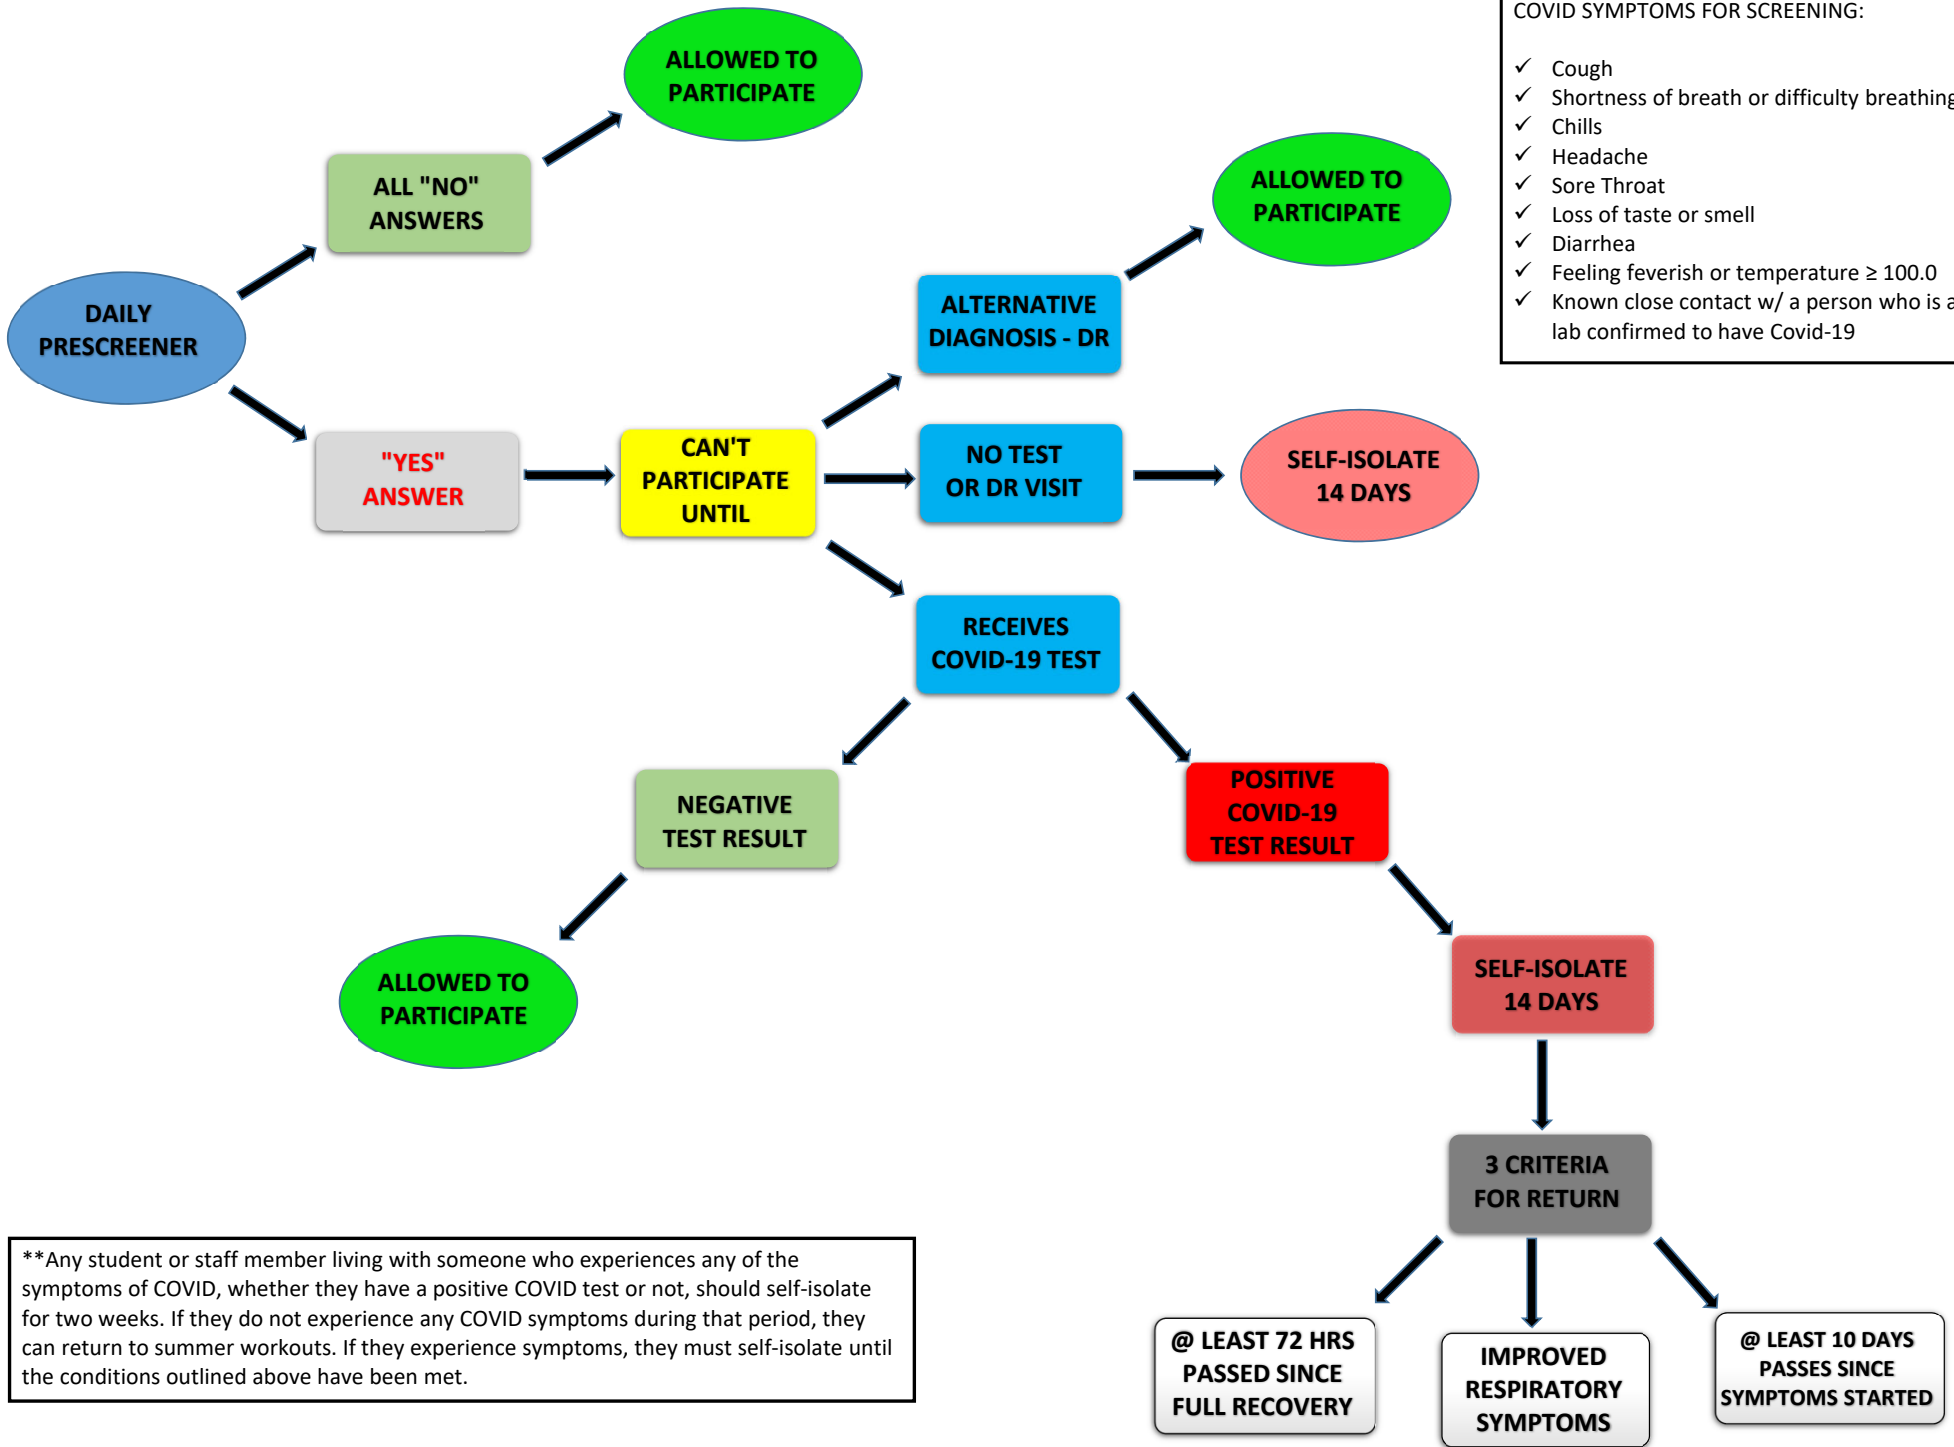 COVID SYMPTOMS FOR SCREENING:
✓ Cough
✓ Shortness of breath or difficulty breathing
✓ Chills
✓ Headache
✓ Sore Throat
✓ Loss of taste or smell
✓ Diarrhea
✓ Feeling feverish or temperature ≥ 100.0
✓ Known close contact w/ a person who is a
lab confirmed to have Covid-19
ALLOWED TO
PARTICIPATE
ALL "NO"
ANSWERS
ALLOWED TO
PARTICIPATE
DAILY
PRESCREENER
ALTERNATIVE
DIAGNOSIS - DR
"YES"
ANSWER
CAN'T
PARTICIPATE
UNTIL
NO TEST
OR DR VISIT
SELF-ISOLATE
14 DAYS
RECEIVES
COVID-19 TEST
NEGATIVE
TEST RESULT
POSITIVE
COVID-19
TEST RESULT
ALLOWED TO
PARTICIPATE
SELF-ISOLATE
14 DAYS
3 CRITERIA
FOR RETURN
**Any student or staff member living with someone who experiences any of the
symptoms of COVID, whether they have a positive COVID test or not, should self-isolate
for two weeks. If they do not experience any COVID symptoms during that period, they
can return to summer workouts. If they experience symptoms, they must self-isolate until
the conditions outlined above have been met.
@ LEAST 72 HRS
PASSED SINCE
FULL RECOVERY
IMPROVED
RESPIRATORY
SYMPTOMS
@ LEAST 10 DAYS
PASSES SINCE
SYMPTOMS STARTED